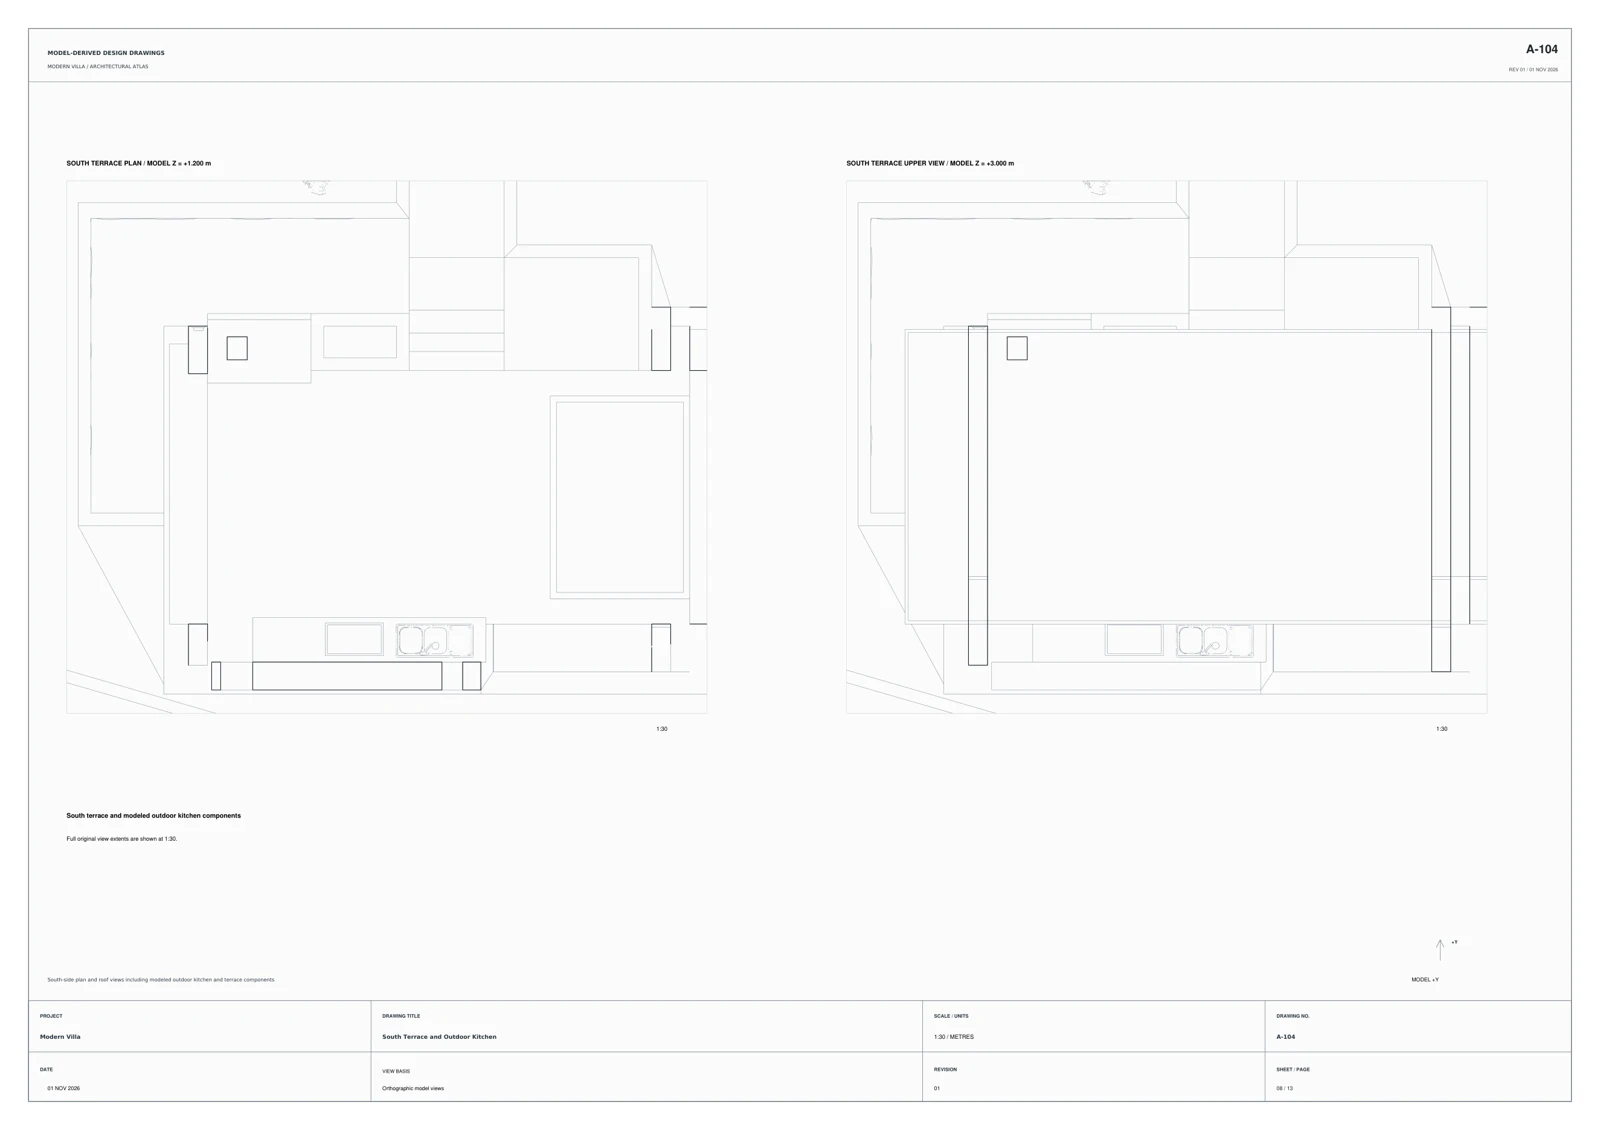 MODEL-DERIVED DESIGN DRAWINGS
MODERN VILLA / ARCHITECTURAL ATLAS
A-104
REV 01 / 01 NOV 2026
SOUTH TERRACE PLAN / MODEL Z = +1.200 m
SOUTH TERRACE UPPER VIEW / MODEL Z = +3.000 m
1:30
1:30
South terrace and modeled outdoor kitchen components
Full original view extents are shown at 1:30.
+Y
MODEL +Y
South-side plan and roof views including modeled outdoor kitchen and terrace components
PROJECT
Modern Villa
DRAWING TITLE
South Terrace and Outdoor Kitchen
SCALE / UNITS
1:30 / METRES
DRAWING NO.
A-104
DATE
01 NOV 2026
VIEW BASIS
Orthographic model views
REVISION
01
SHEET / PAGE
08 / 13